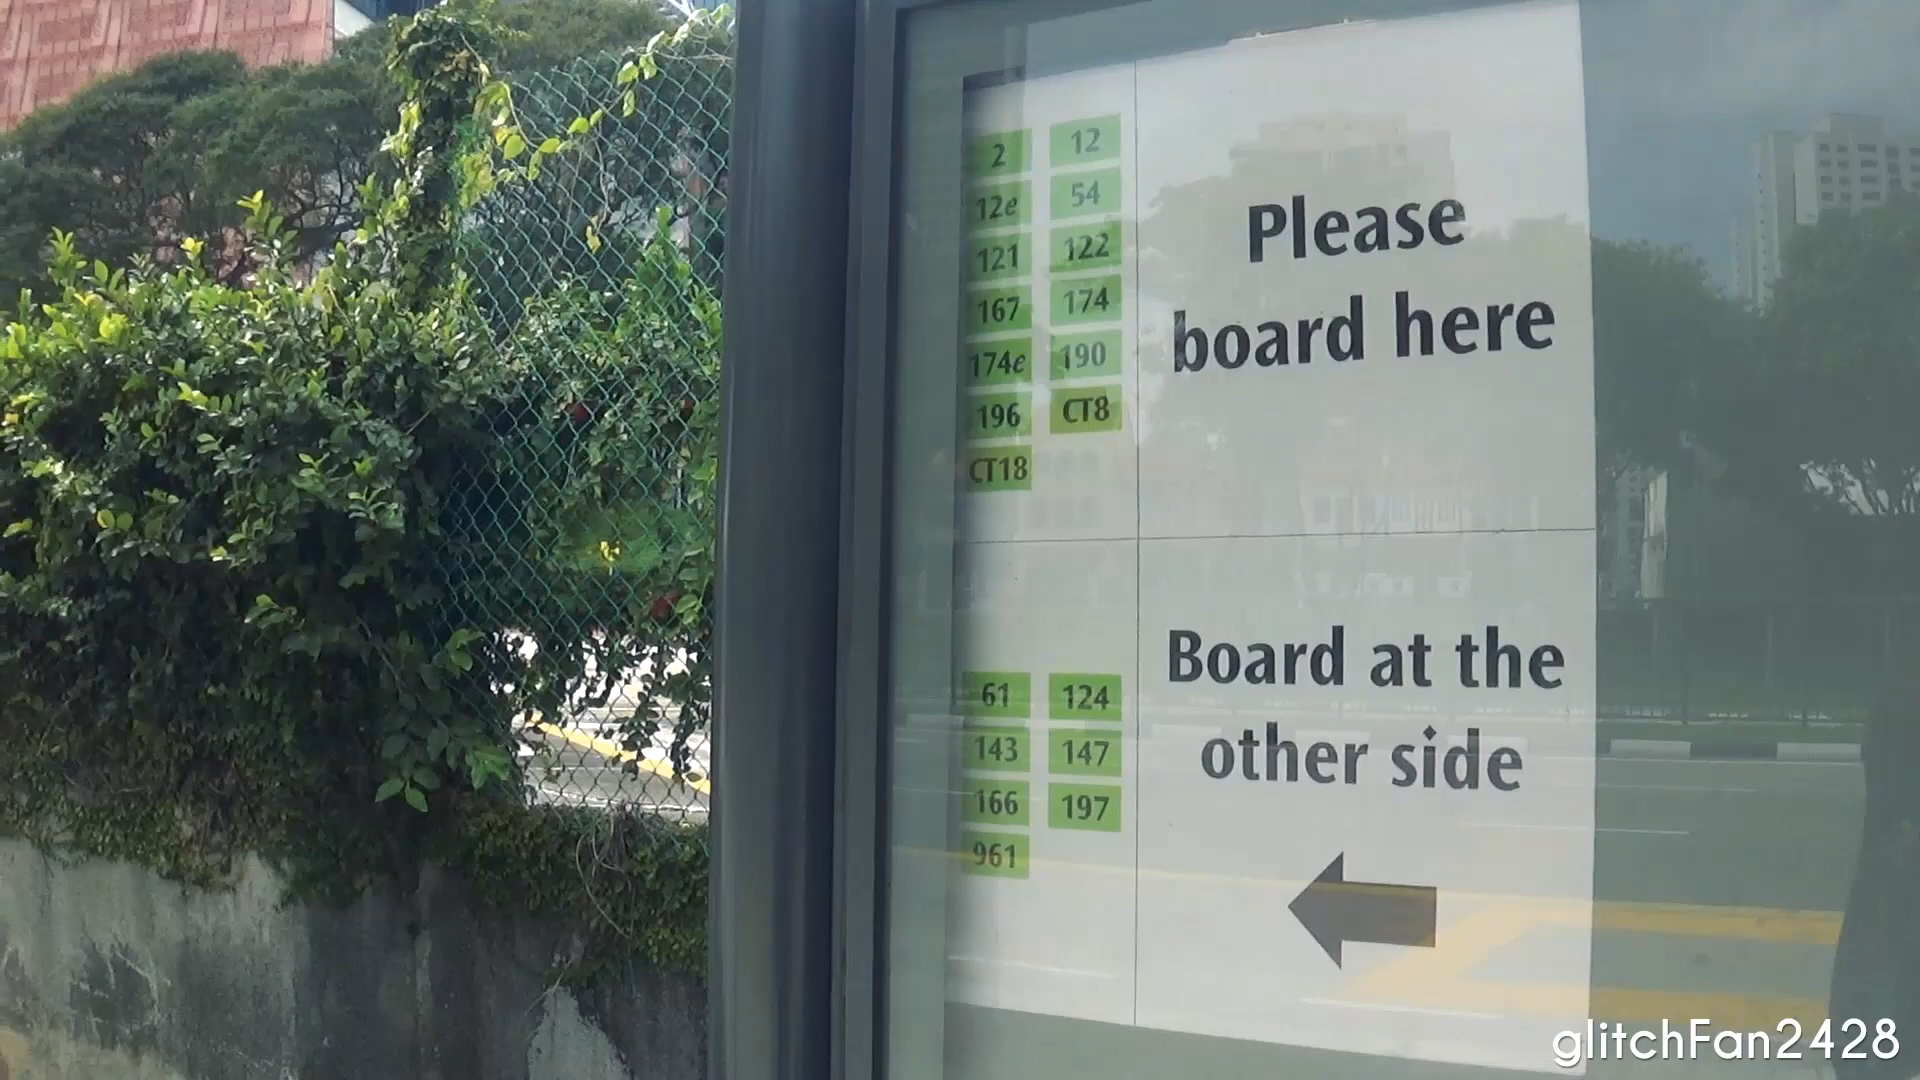 2 12
12e 54
121 122
167 174
174e 190
196 CT8
CT18
Please
board here
61 124
143 147
166 197
961
Board at the
other side
glitchFan2428